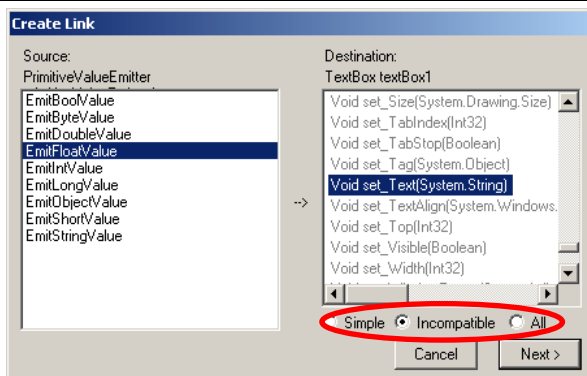 Create Link
Source:
PrimitiveValueEmitter
EmitBoolValue
EmitByteValue
EmitDoubleValue
EmitFloatValue
EmitIntValue
EmitLongValue
EmitObjectValue
EmitShortValue
EmitStringValue
-->
Destination:
TextBox textBox1
Void set_Size(System.Drawing.Size)
Void set_TabIndex(Int32)
Void set_TabStop(Boolean)
Void set_Tag(System.Object)
Void set_Text(System.String)
Void set_TextAlign(System.Windows.
Void set_Top(Int32)
Void set_Visible(Boolean)
Void set_Width(Int32)
Simple Incompatible All
Cancel Next >